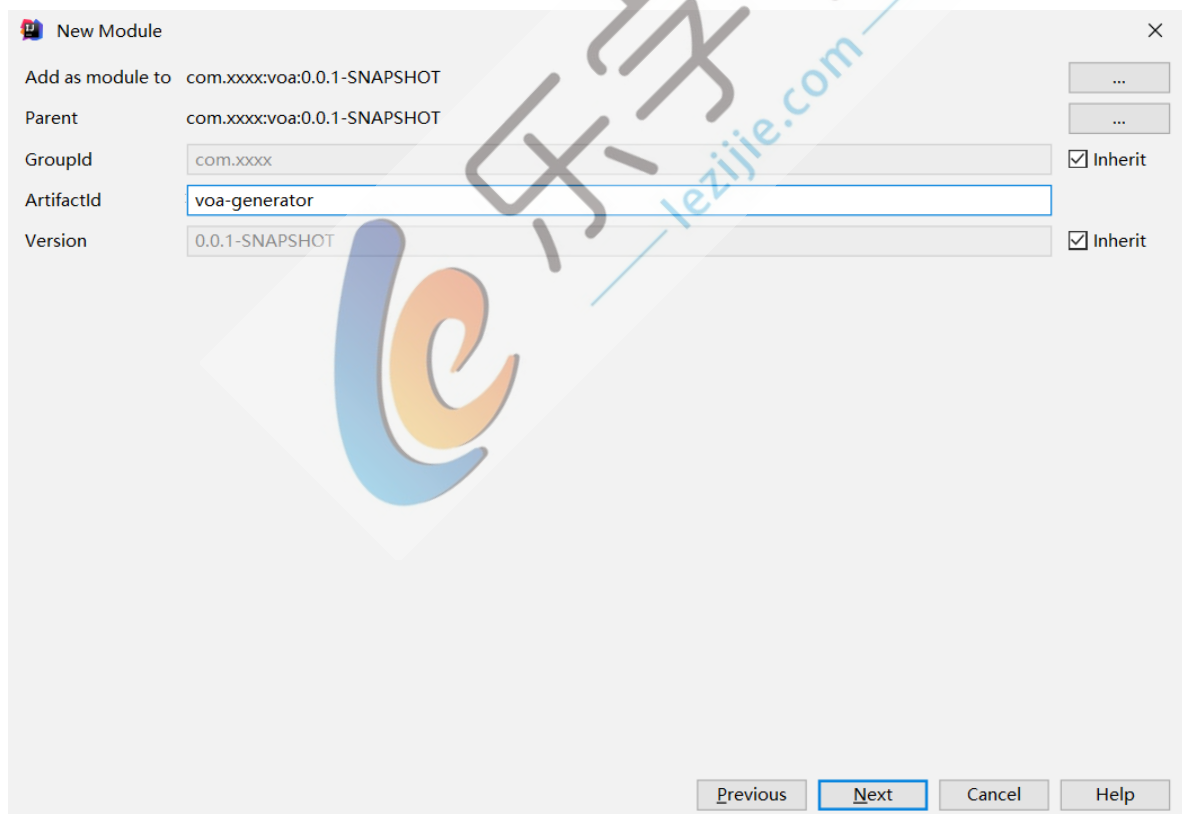 New Module
Add as module to com.xxxx:voa:0.0.1-SNAPSHOT ...
Parent com.xxxx:voa:0.0.1-SNAPSHOT ...
GroupId com.xxxx Inherit
ArtifactId voa-generator
Version 0.0.1-SNAPSHOT Inherit
乐字
lezijie.com
Previous Next Cancel Help